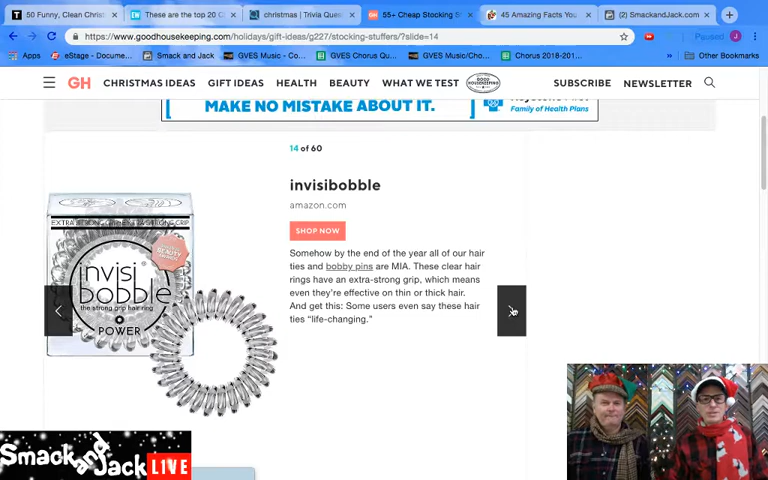 50 Funny, Clean Christ
These are the top 20 C
christmas | Trivia Ques
55+ Cheap Stocking S
45 Amazing Facts You
(2) SmackandJack.com
https://www.goodhousekeeping.com/holidays/gift-ideas/g227/stocking-stuffers/?slide=14
Paused
J
Apps
eStage - Docume...
Smack and Jack
GVES Music - Co...
GVES Chorus Qu...
GVES Music/Cho...
Chorus 2018-201...
Other Bookmarks
GH
CHRISTMAS IDEAS
GIFT IDEAS
HEALTH
BEAUTY
WHAT WE TEST
GOOD HOUSEKEEPING
SUBSCRIBE
NEWSLETTER
MAKE NO MISTAKE ABOUT IT.
Family of Health Plans
14 of 60
invisibobble
amazon.com
SHOP NOW
Somehow by the end of the year all of our hair
ties and bobby pins are MIA. These clear hair
rings have an extra-strong grip, which means
even they're effective on thin or thick hair.
And get this: Some users even say these hair
ties "life-changing."
invisi
bobble
the strong grip hair ring
POWER
Smack and Jack LIVE